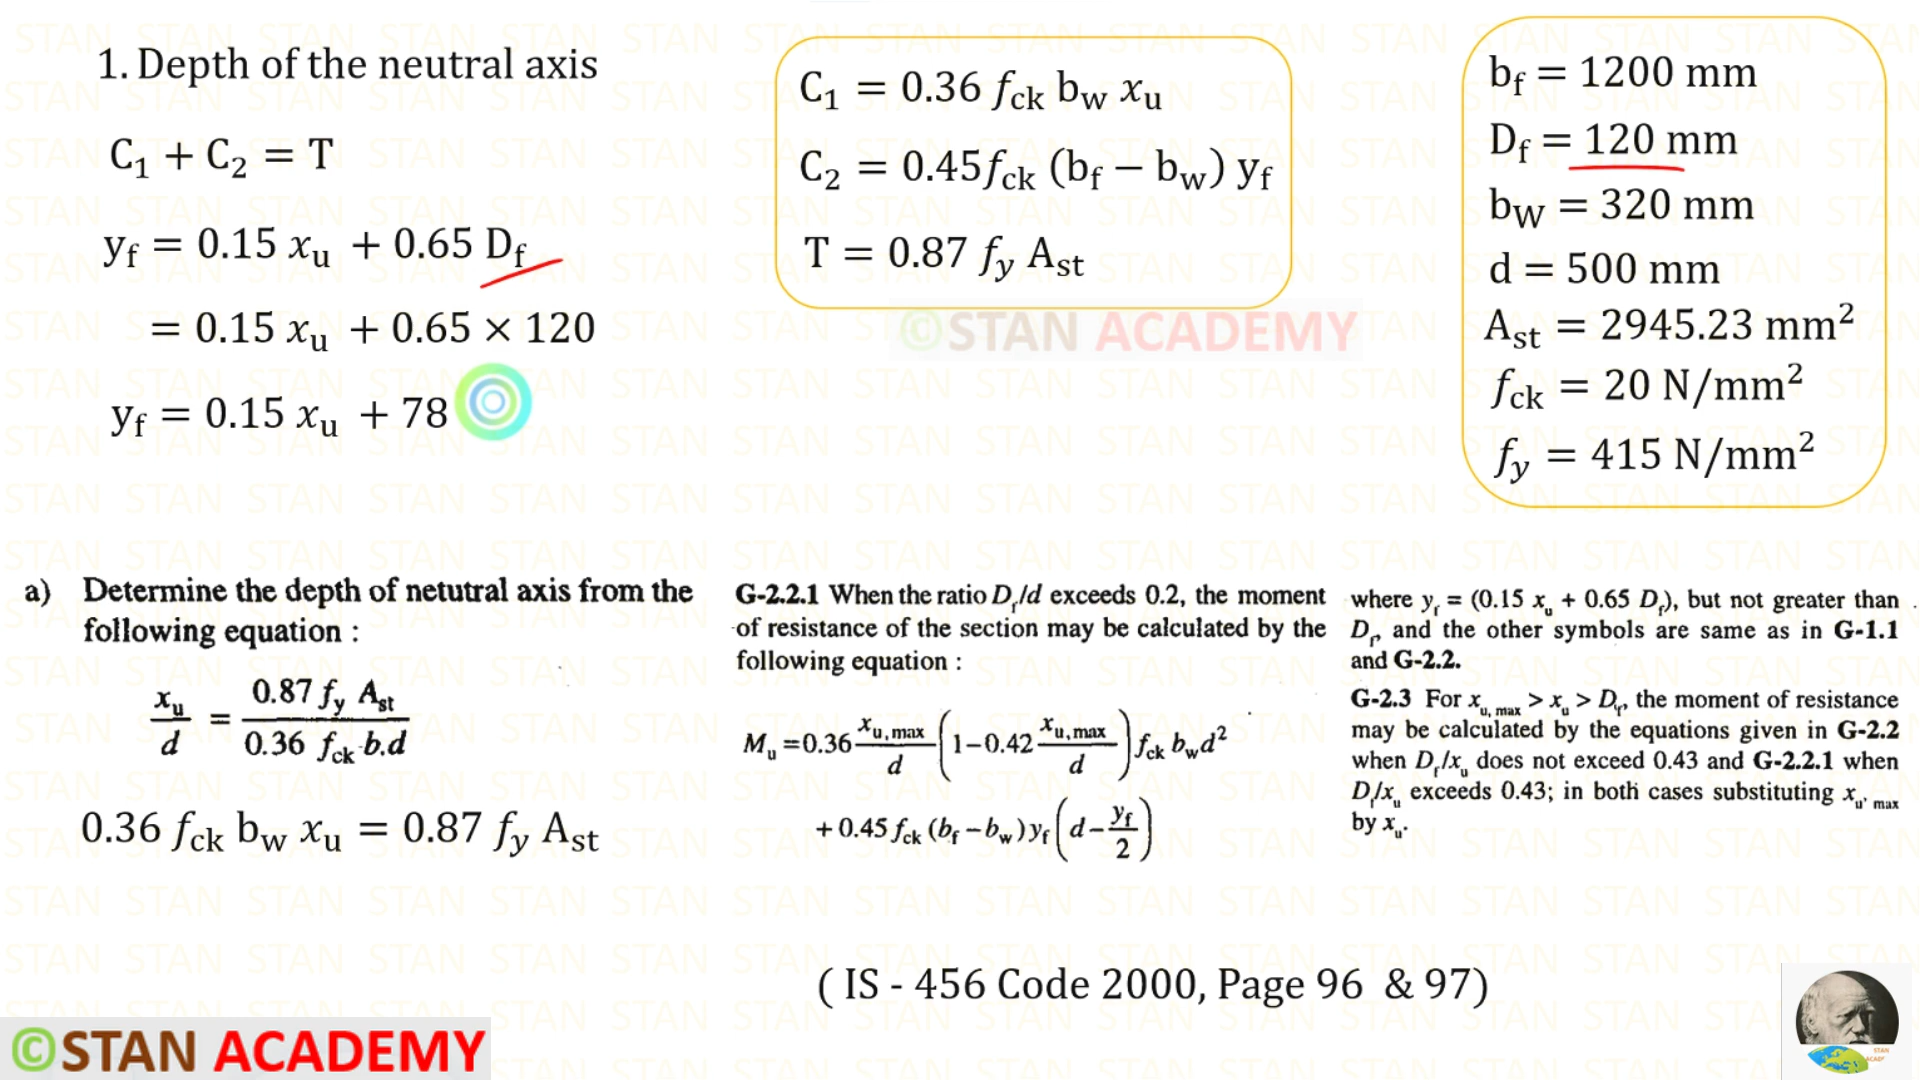 1. Depth of the neutral axis
C₁ + C₂ = T
y_f = 0.15 x_u + 0.65 D_f
= 0.15 x_u + 0.65 × 120
y_f = 0.15 x_u + 78
C₁ = 0.36 f_ck b_w x_u
C₂ = 0.45f_ck (b_f − b_w) y_f
T = 0.87 f_y A_st
b_f = 1200 mm
D_f = 120 mm
b_W = 320 mm
d = 500 mm
A_st = 2945.23 mm²
f_ck = 20 N/mm²
f_y = 415 N/mm²
©STAN ACADEMY
a) Determine the depth of netutral axis from the
following equation :
x_u/d = 0.87 f_y A_st / 0.36 f_ck b.d
0.36 f_ck b_w x_u = 0.87 f_y A_st
G-2.2.1 When the ratio D_f/d exceeds 0.2, the moment
of resistance of the section may be calculated by the
following equation :
M_u = 0.36 x_u,max/d (1−0.42 x_u,max/d) f_ck b_w d²
+ 0.45 f_ck (b_f − b_w) y_f (d − y_f/2)
where y_f = (0.15 x_u + 0.65 D_f), but not greater than
D_f, and the other symbols are same as in G-1.1
and G-2.2.
G-2.3 For x_u, max > x_u > D_f, the moment of resistance
may be calculated by the equations given in G-2.2
when D_f/x_u does not exceed 0.43 and G-2.2.1 when
D_f/x_u exceeds 0.43; in both cases substituting x_u, max
by x_u.
( IS - 456 Code 2000, Page 96 & 97)
©STAN ACADEMY